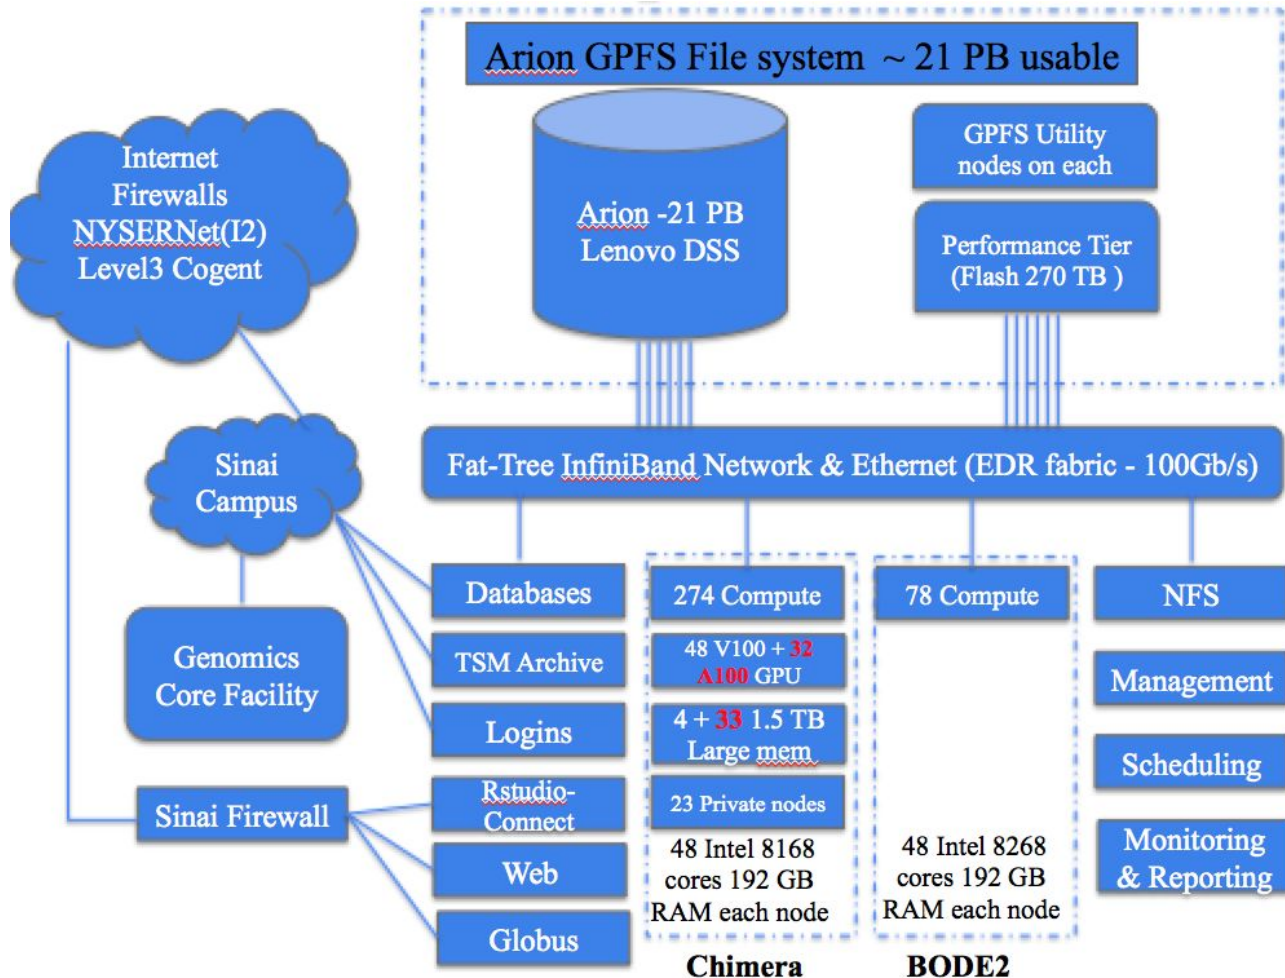 Arion GPFS File system ~ 21 PB usable
Arion -21 PB
Lenovo DSS
GPFS Utility
nodes on each
Performance Tier
(Flash 270 TB )
Internet
Firewalls
NYSERNet(I2)
Level3 Cogent
Sinai
Campus
Fat-Tree InfiniBand Network & Ethernet (EDR fabric - 100Gb/s)
Genomics
Core Facility
Sinai Firewall
Databases
TSM Archive
Logins
Rstudio-
Connect
Web
Globus
274 Compute
48 V100 + 32
A100 GPU
4 + 33 1.5 TB
Large mem
23 Private nodes
48 Intel 8168
cores 192 GB
RAM each node
Chimera
78 Compute
48 Intel 8268
cores 192 GB
RAM each node
BODE2
NFS
Management
Scheduling
Monitoring
& Reporting